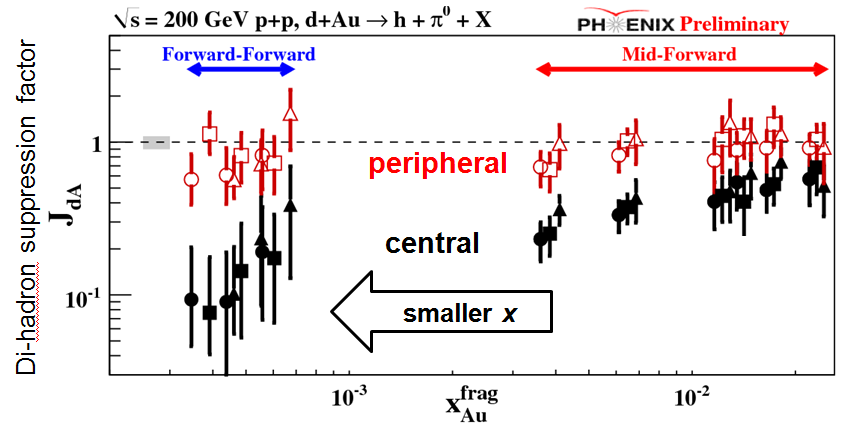 √s = 200 GeV p+p, d+Au → h + π⁰ + X
PHENIX Preliminary
Forward-Forward
Mid-Forward
Di-hadron suppression factor
J_dA
1
10⁻¹
peripheral
central
smaller x
10⁻³
10⁻²
x_Au^frag